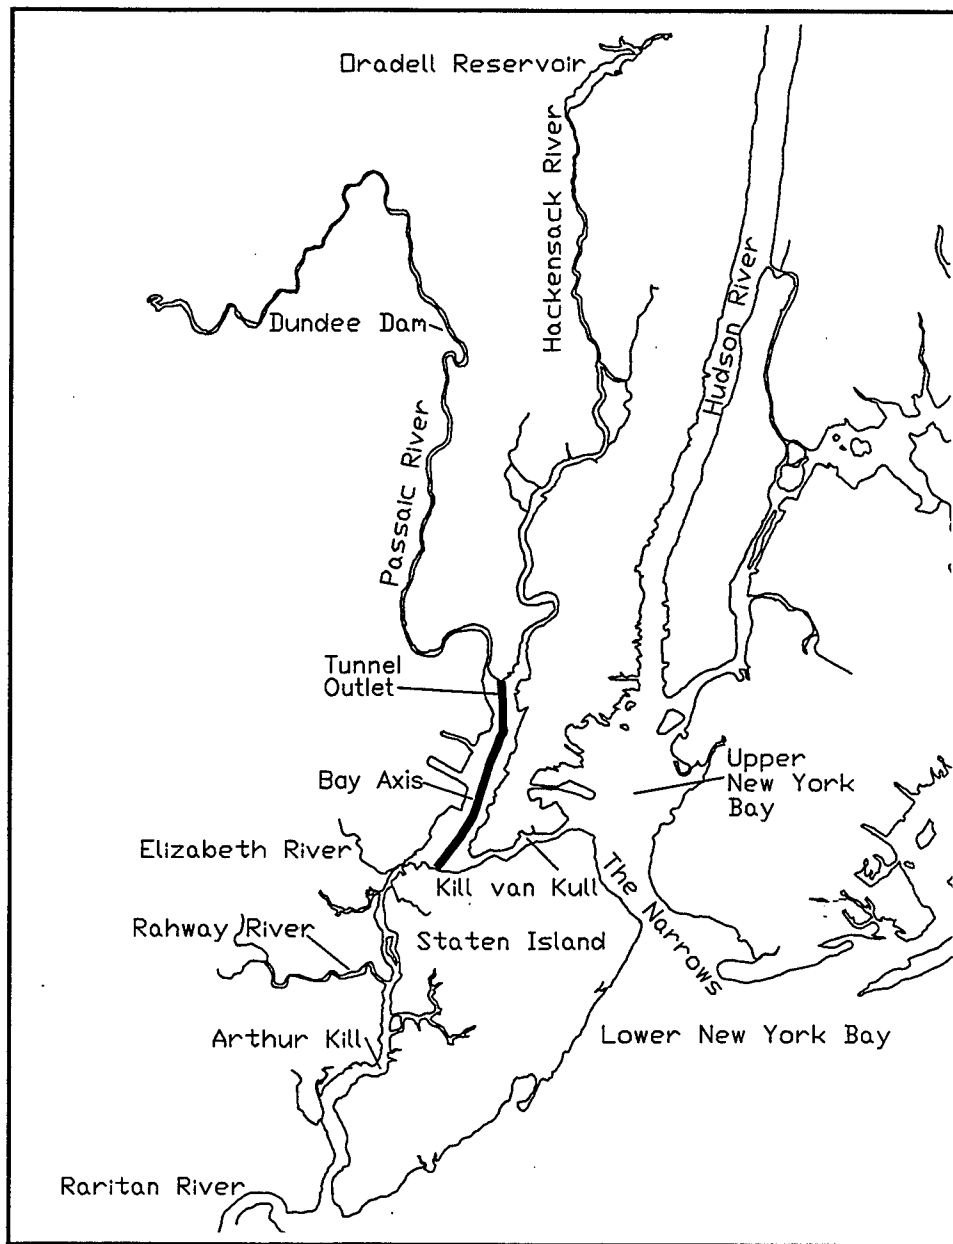 Oradell Reservoir
Hackensack River
Hudson River
Dundee Dam
Passaic River
Tunnel
Outlet
Bay Axis
Upper
New York
Bay
Elizabeth River
Kill van Kull
The Narrows
Rahway River
Staten Island
Arthur Kill
Lower New York Bay
Raritan River